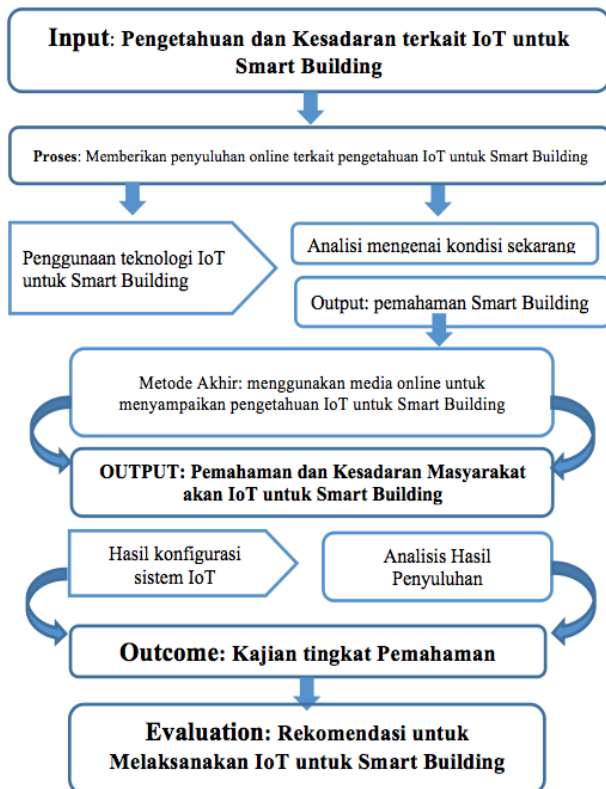 Input: Pengetahuan dan Kesadaran terkait IoT untuk
Smart Building
Proses: Memberikan penyuluhan online terkait pengetahuan IoT untuk Smart Building
Penggunaan teknologi IoT
untuk Smart Building
Analisi mengenai kondisi sekarang
Output: pemahaman Smart Building
Metode Akhir: menggunakan media online untuk
menyampaikan pengetahuan IoT untuk Smart Building
OUTPUT: Pemahaman dan Kesadaran Masyarakat
akan IoT untuk Smart Building
Hasil konfigurasi
sistem IoT
Analisis Hasil
Penyuluhan
Outcome: Kajian tingkat Pemahaman
Evaluation: Rekomendasi untuk
Melaksanakan IoT untuk Smart Building